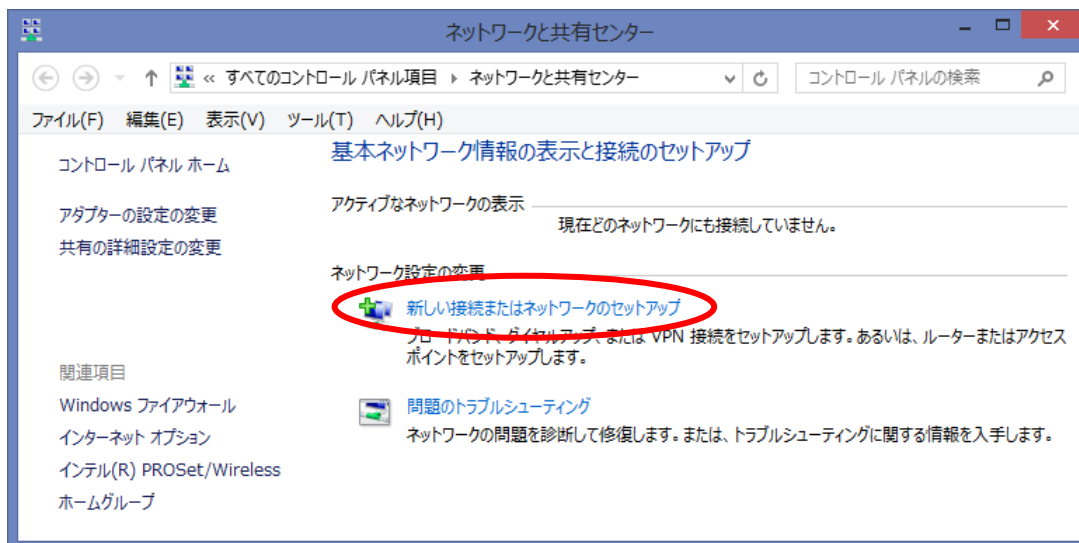 ネットワークと共有センター
« すべてのコントロール パネル項目 ▸ ネットワークと共有センター
コントロール パネルの検索
ファイル(F) 編集(E) 表示(V) ツール(T) ヘルプ(H)
コントロール パネル ホーム
アダプターの設定の変更
共有の詳細設定の変更
基本ネットワーク情報の表示と接続のセットアップ
アクティブなネットワークの表示
現在どのネットワークにも接続していません。
ネットワーク設定の変更
新しい接続またはネットワークのセットアップ
ブロードバンド、ダイヤルアップ、または VPN 接続をセットアップします。あるいは、ルーターまたはアクセス
ポイントをセットアップします。
問題のトラブルシューティング
ネットワークの問題を診断して修復します。または、トラブルシューティングに関する情報を入手します。
関連項目
Windows ファイアウォール
インターネット オプション
インテル(R) PROSet/Wireless
ホームグループ